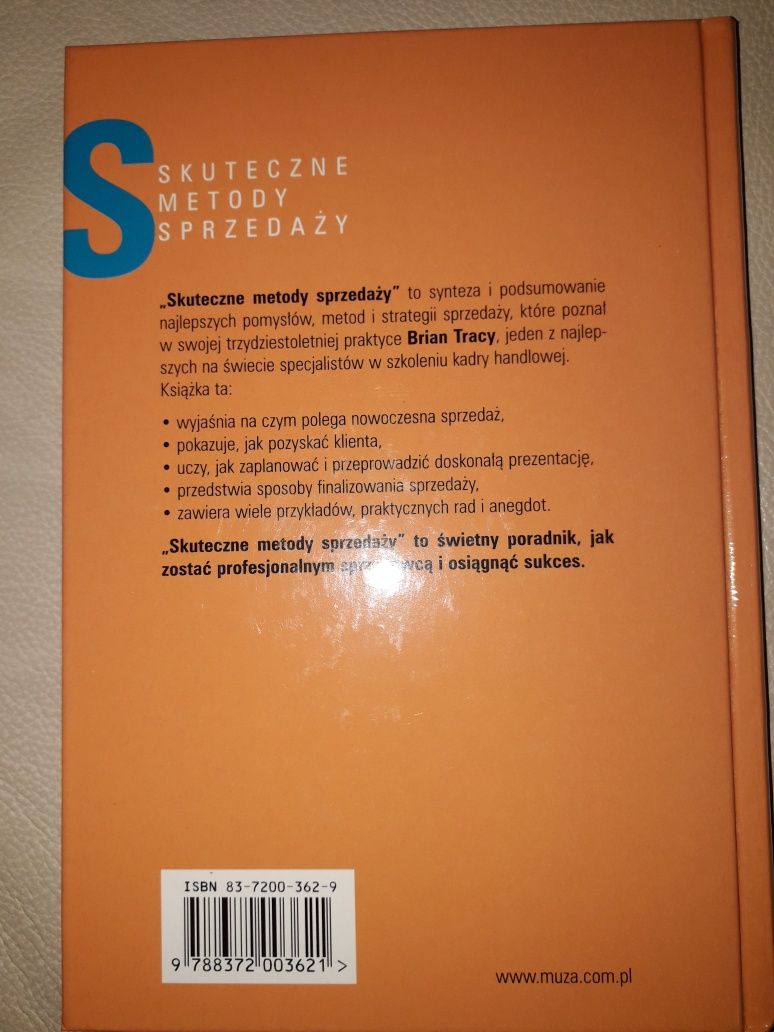 S
SKUTECZNE
METODY
SPRZEDAŻY
„Skuteczne metody sprzedaży” to synteza i podsumowanie
najlepszych pomysłów, metod i strategii sprzedaży, które poznał
w swojej trzydziestoletniej praktyce Brian Tracy, jeden z najlep-
szych na świecie specjalistów w szkoleniu kadry handlowej.
Książka ta:
• wyjaśnia na czym polega nowoczesna sprzedaż,
• pokazuje, jak pozyskać klienta,
• uczy, jak zaplanować i przeprowadzić doskonałą prezentację,
• przedstwia sposoby finalizowania sprzedaży,
• zawiera wiele przykładów, praktycznych rad i anegdot.
„Skuteczne metody sprzedaży” to świetny poradnik, jak
zostać profesjonalnym sprzedawcą i osiągnąć sukces.
ISBN 83-7200-362-9
9 788372 003621 >
www.muza.com.pl